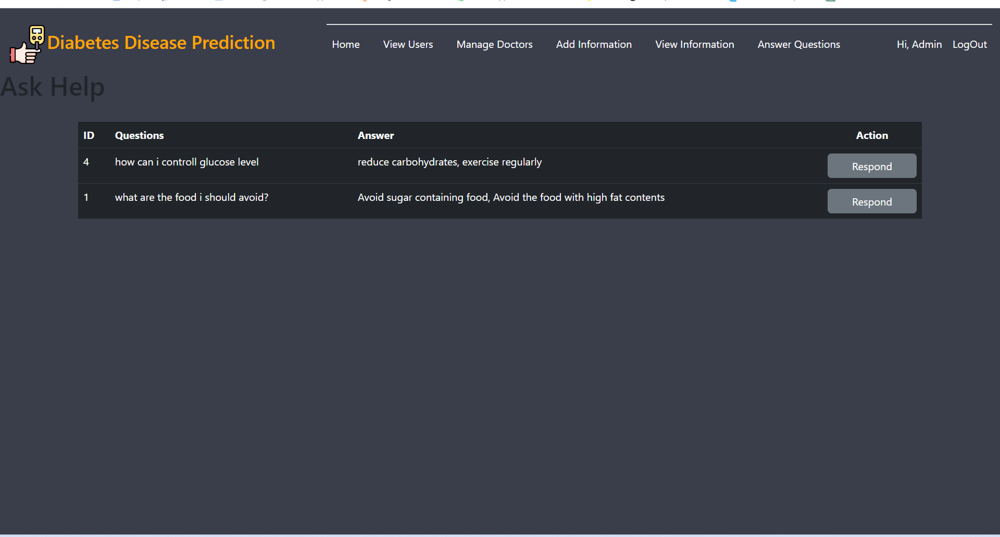 Diabetes Disease Prediction
Home View Users Manage Doctors Add Information View Information Answer Questions Hi, Admin LogOut
Ask Help
ID Questions Answer Action
4 how can i controll glucose level reduce carbohydrates, exercise regularly Respond
1 what are the food i should avoid? Avoid sugar containing food, Avoid the food with high fat contents Respond